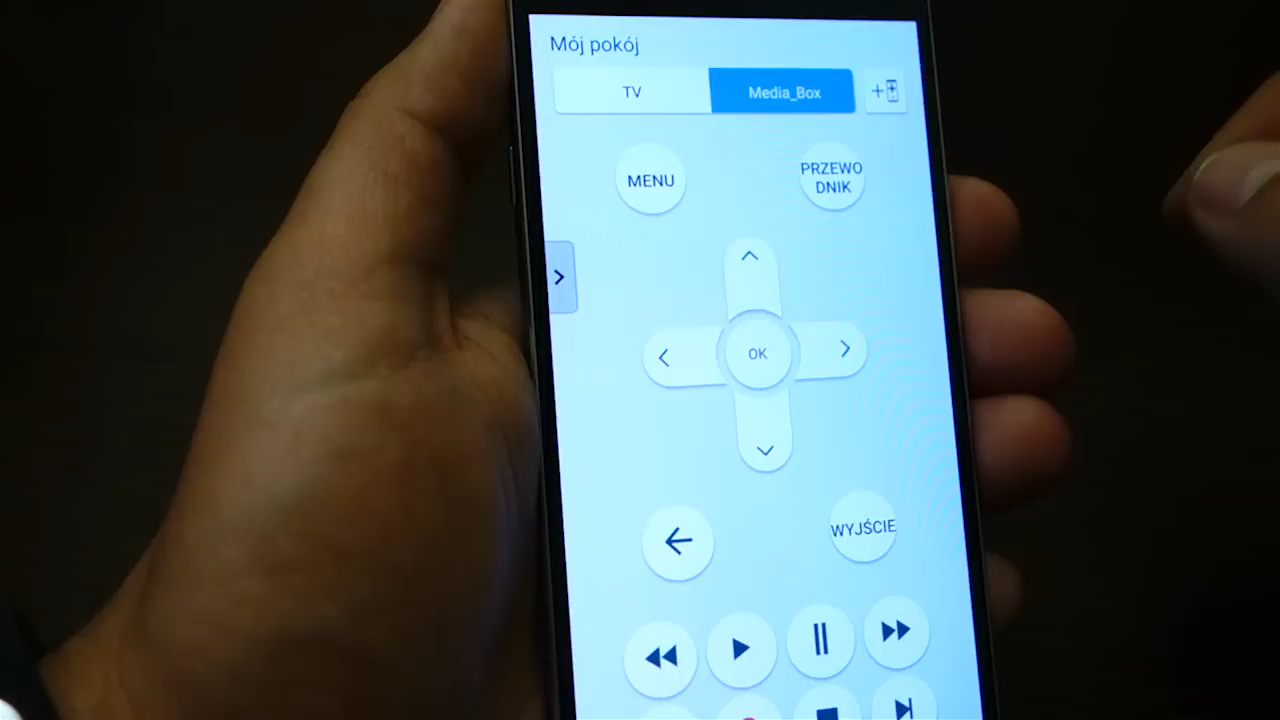 Mój pokój
TV
Media_Box
MENU
PRZEWO
DNIK
OK
WYJŚCIE